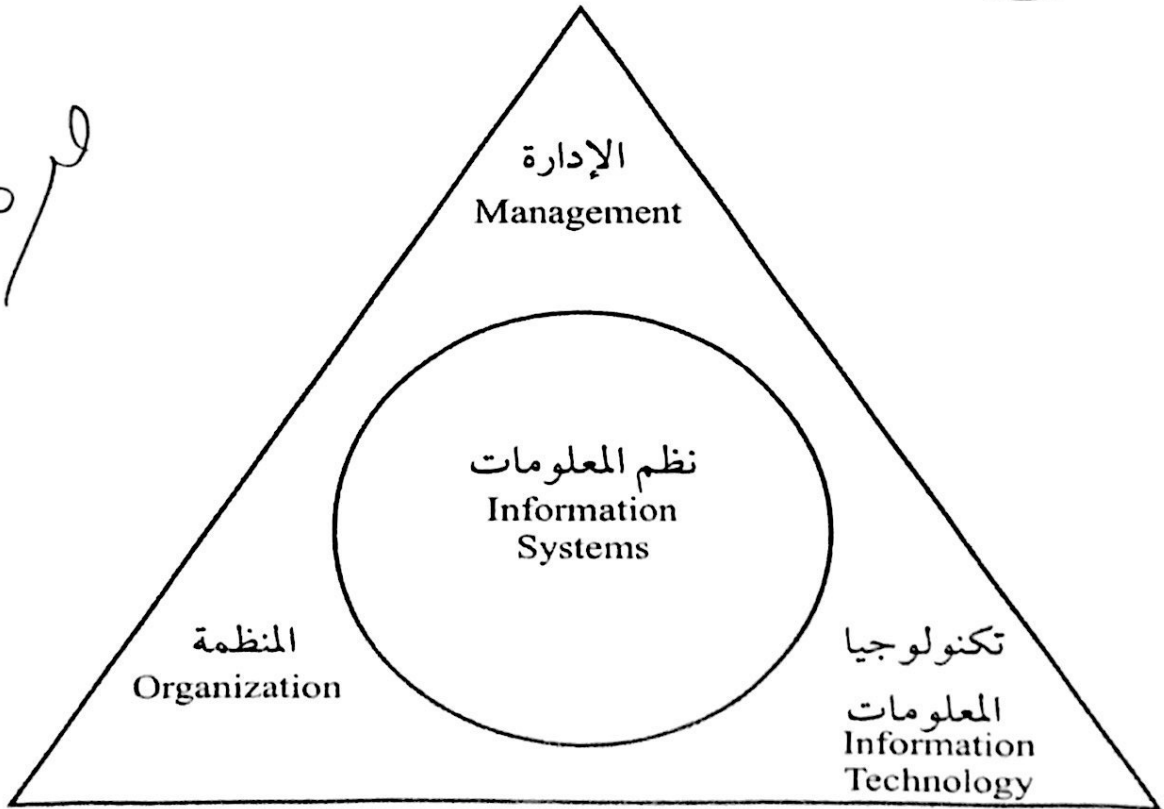 الإدارة
Management
نظم المعلومات
Information
Systems
المنظمة
Organization
تكنولوجيا
المعلومات
Information
Technology